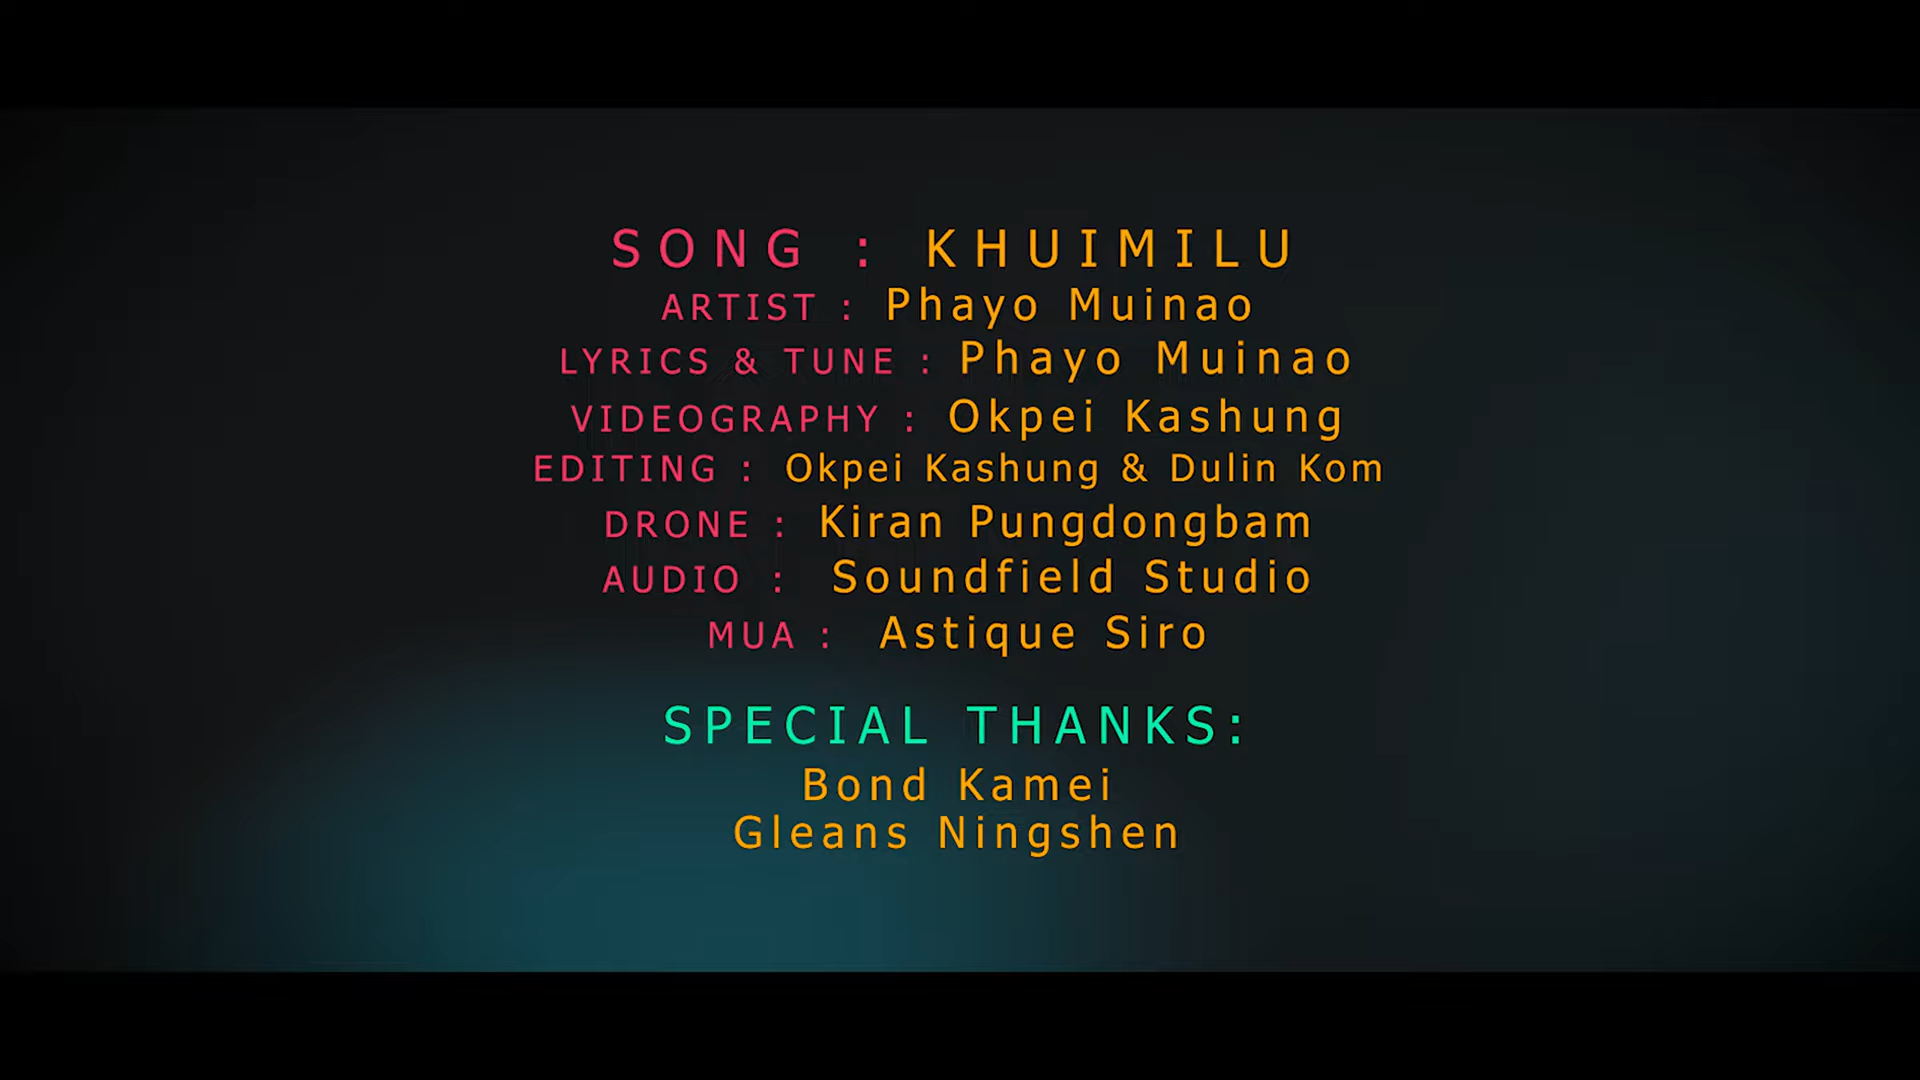 SONG : KHUIMILU
ARTIST : Phayo Muinao
LYRICS & TUNE : Phayo Muinao
VIDEOGRAPHY : Okpei Kashung
EDITING : Okpei Kashung & Dulin Kom
DRONE : Kiran Pungdongbam
AUDIO : Soundfield Studio
MUA : Astique Siro
SPECIAL THANKS:
Bond Kamei
Gleans Ningshen